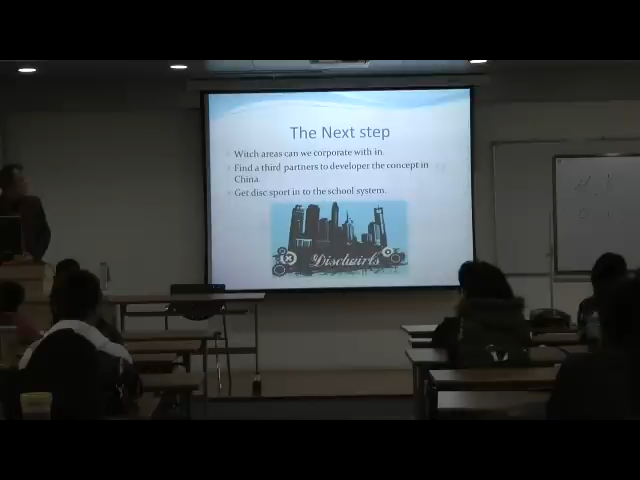 The Next step
Witch areas can we corporate with in.
Find a third partners to developer the concept in
China.
Get disc sport in to the school system.